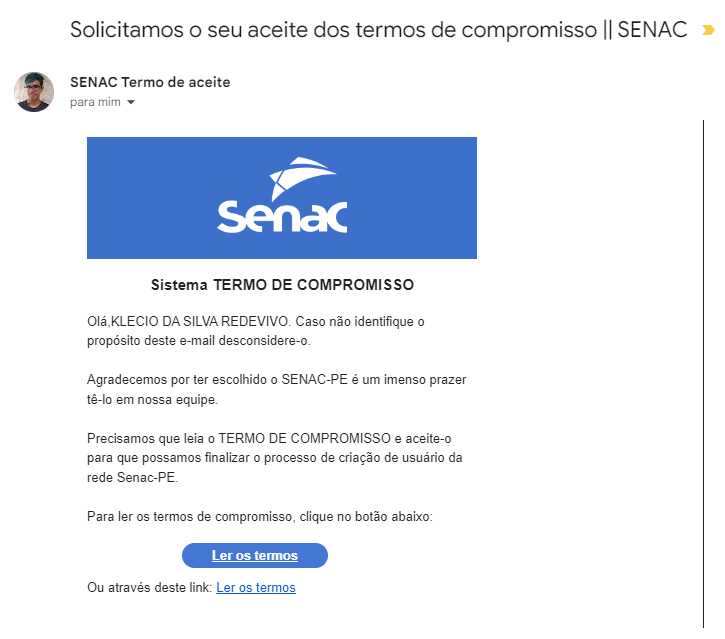 Solicitamos o seu aceite dos termos de compromisso || SENAC
SENAC Termo de aceite
para mim
Senac
Sistema TERMO DE COMPROMISSO
Olá,KLECIO DA SILVA REDEVIVO. Caso não identifique o
propósito deste e-mail desconsidere-o.
Agradecemos por ter escolhido o SENAC-PE é um imenso prazer
tê-lo em nossa equipe.
Precisamos que leia o TERMO DE COMPROMISSO e aceite-o
para que possamos finalizar o processo de criação de usuário da
rede Senac-PE.
Para ler os termos de compromisso, clique no botão abaixo:
Ler os termos
Ou através deste link: Ler os termos